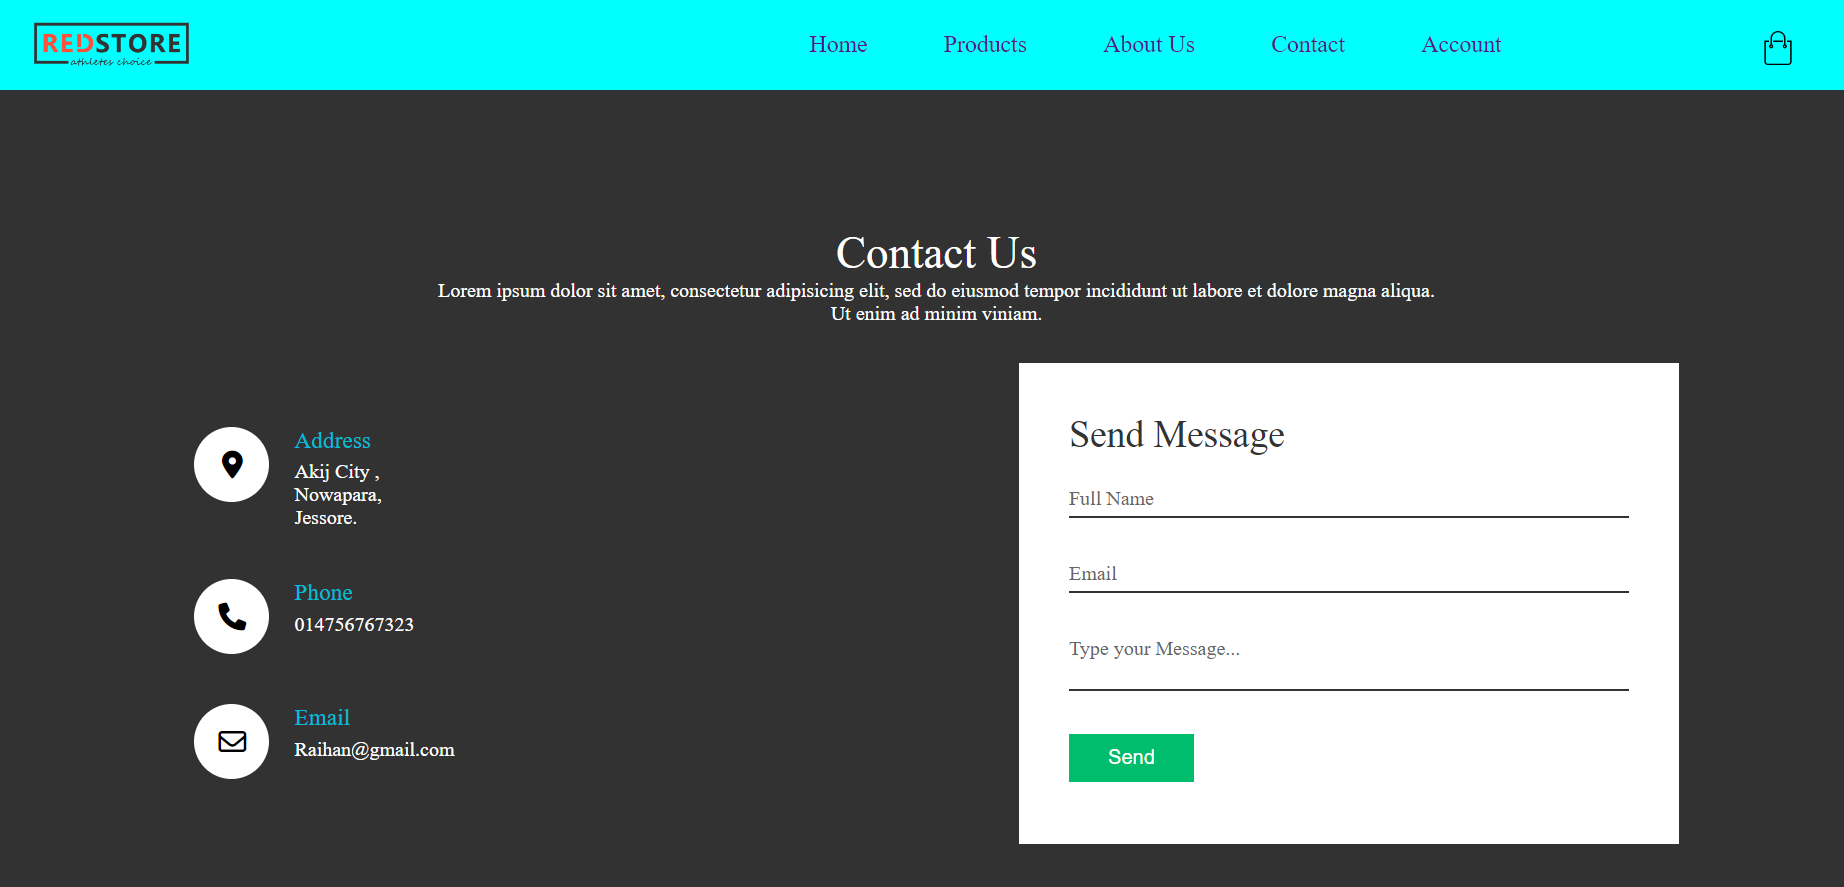 REDSTORE
athletes choice
Home
Products
About Us
Contact
Account
Contact Us
Lorem ipsum dolor sit amet, consectetur adipisicing elit, sed do eiusmod tempor incididunt ut labore et dolore magna aliqua.
Ut enim ad minim viniam.
Address
Akij City ,
Nowapara,
Jessore.
Phone
014756767323
Email
Raihan@gmail.com
Send Message
Full Name
Email
Type your Message...
Send